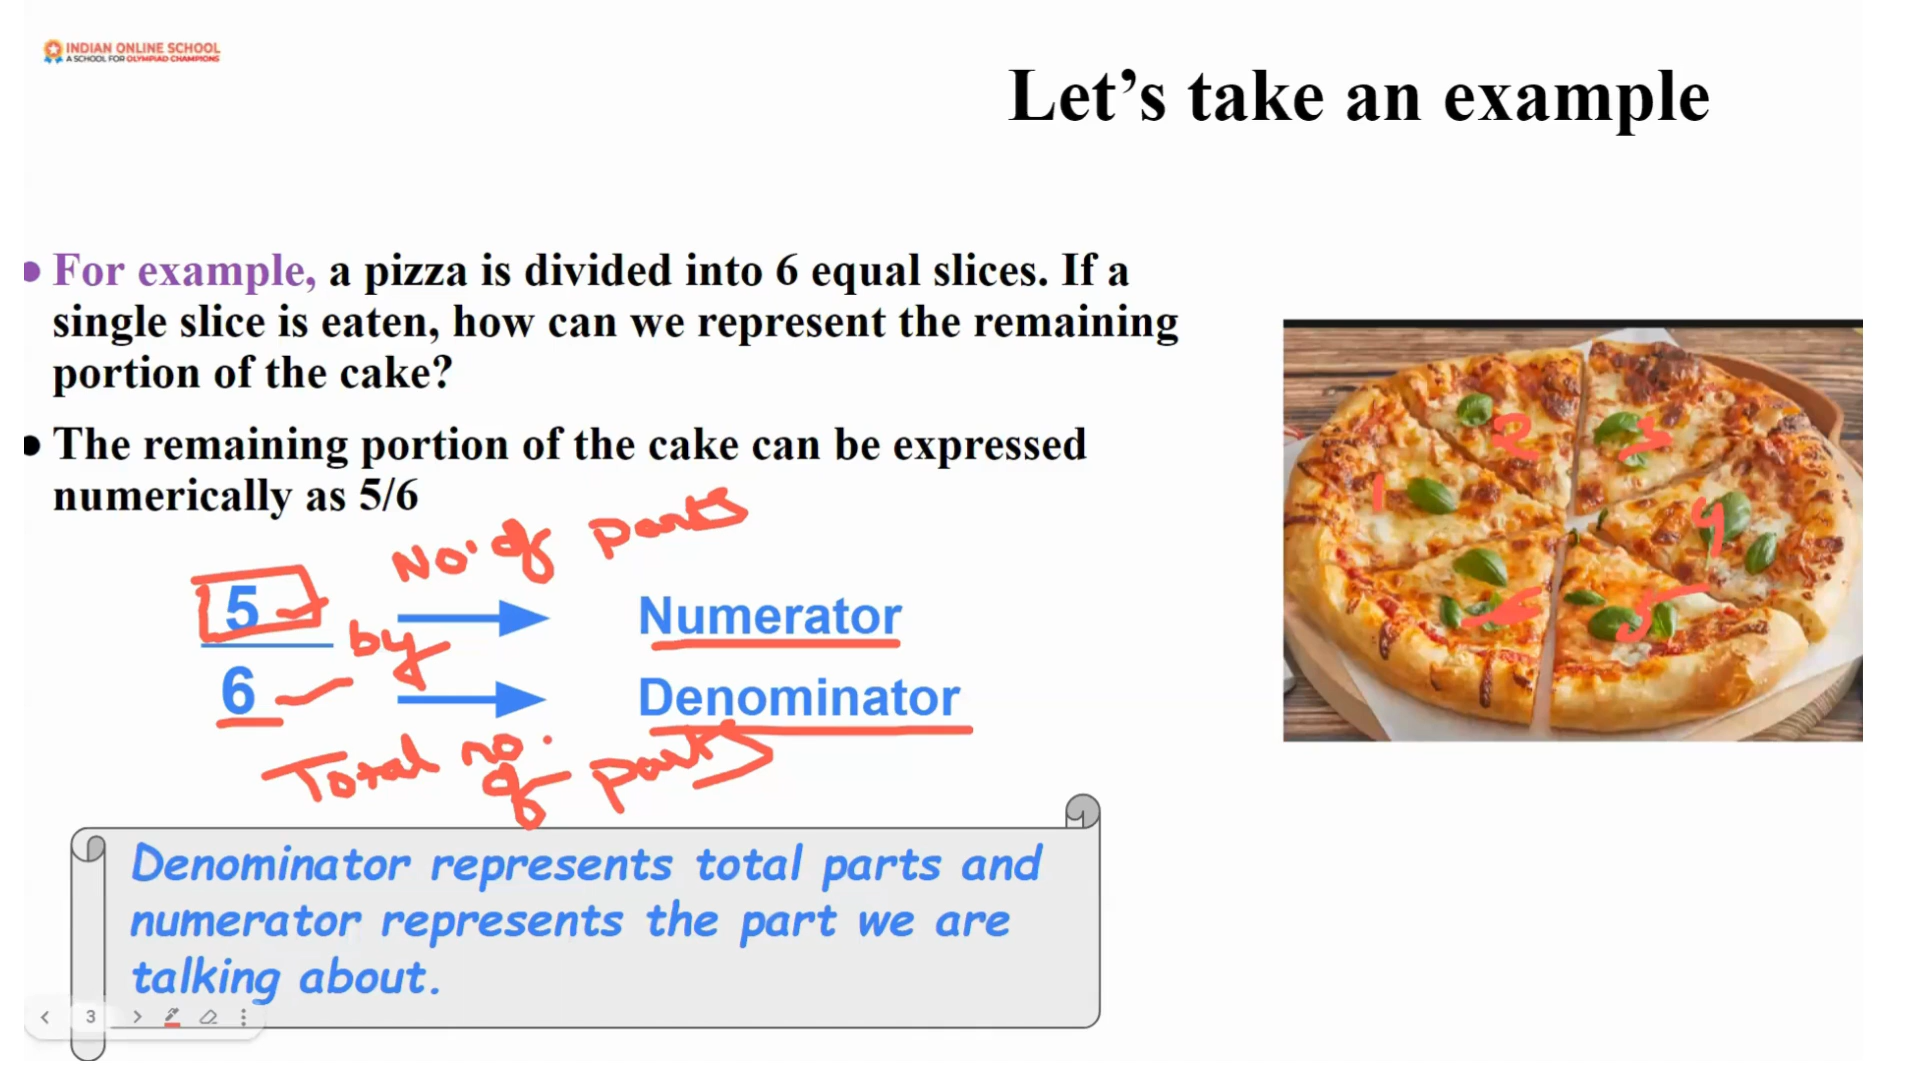 INDIAN ONLINE SCHOOL
A SCHOOL FOR OLYMPIAD CHAMPIONS
Let's take an example
For example, a pizza is divided into 6 equal slices. If a
single slice is eaten, how can we represent the remaining
portion of the cake?
The remaining portion of the cake can be expressed
numerically as 5/6
No. of parts
5
by
Numerator
6
Denominator
Total no. of parts
1
2
3
4
5
6
Denominator represents total parts and
numerator represents the part we are
talking about.
3